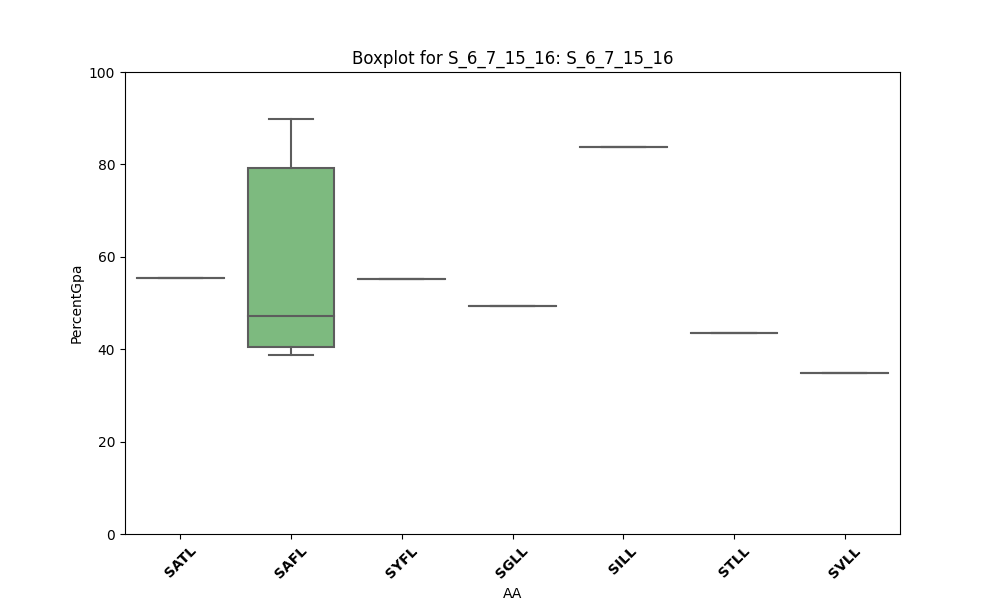 Boxplot for S_6_7_15_16: S_6_7_15_16
100
80
60
40
20
0
PercentGpa
SATL SAFL SYFL SGLL SILL STLL SVLL
AA